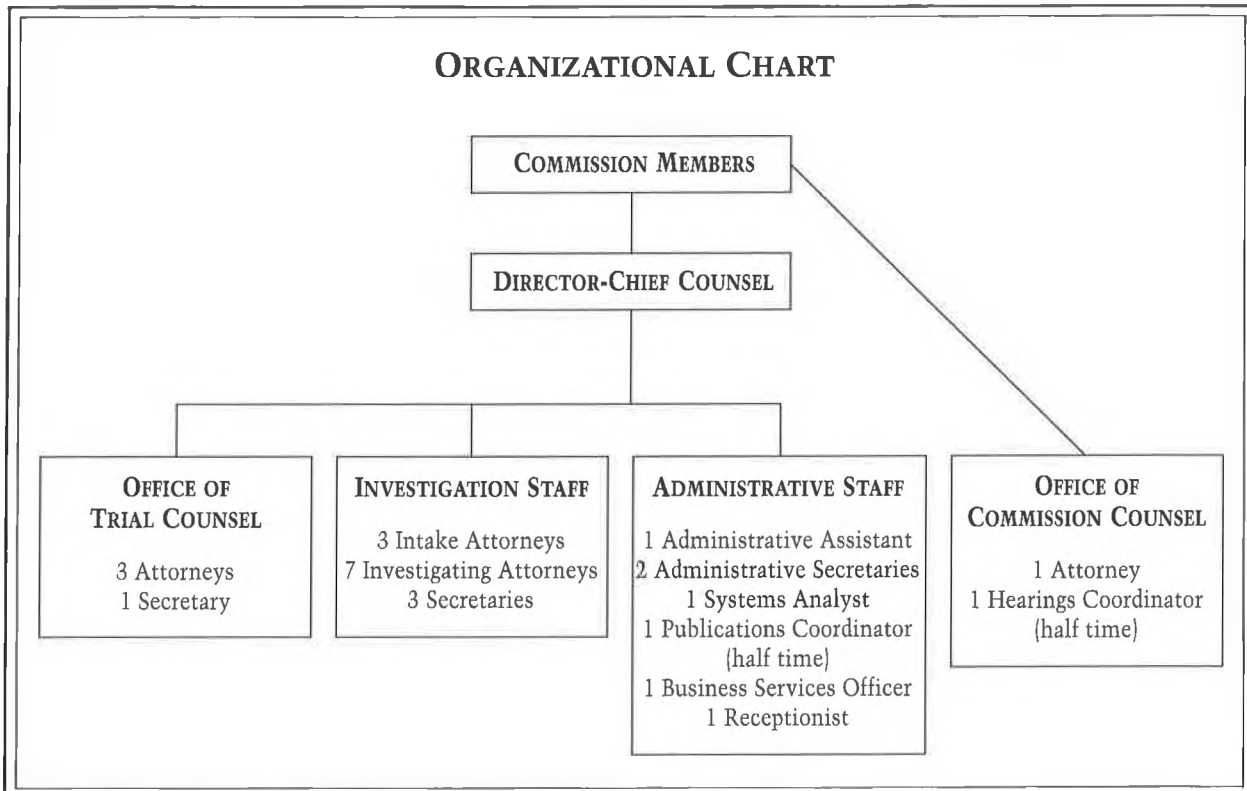 ORGANIZATIONAL CHART
COMMISSION MEMBERS
DIRECTOR-CHIEF COUNSEL
OFFICE OF
TRIAL COUNSEL
3 Attorneys
1 Secretary
INVESTIGATION STAFF
3 Intake Attorneys
7 Investigating Attorneys
3 Secretaries
ADMINISTRATIVE STAFF
1 Administrative Assistant
2 Administrative Secretaries
1 Systems Analyst
1 Publications Coordinator
(half time)
1 Business Services Officer
1 Receptionist
OFFICE OF
COMMISSION COUNSEL
1 Attorney
1 Hearings Coordinator
(half time)